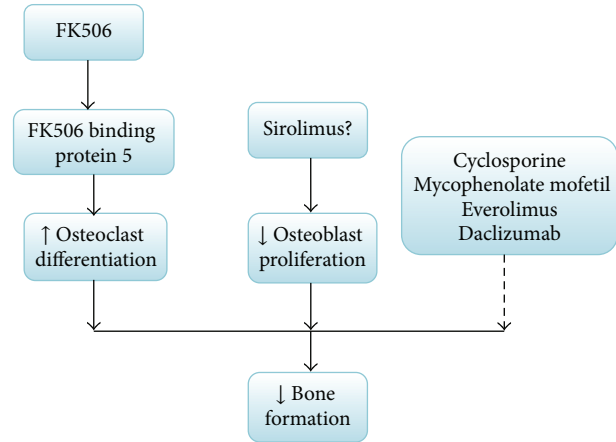 FK506
FK506 binding
protein 5
↑ Osteoclast
differentiation
Sirolimus?
↓ Osteoblast
proliferation
Cyclosporine
Mycophenolate mofetil
Everolimus
Daclizumab
↓ Bone
formation